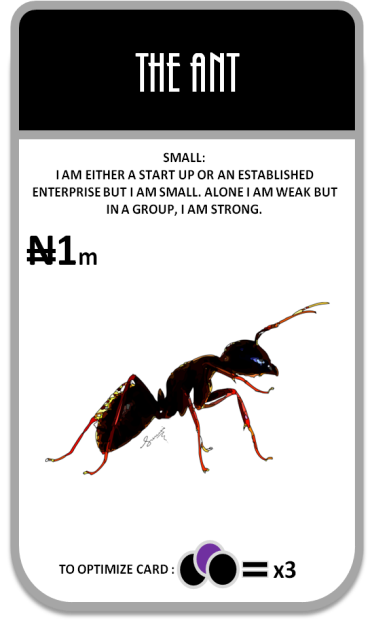 THE ANT
SMALL:
I AM EITHER A START UP OR AN ESTABLISHED
ENTERPRISE BUT I AM SMALL. ALONE I AM WEAK BUT
IN A GROUP, I AM STRONG.
₦1m
TO OPTIMIZE CARD : = x3